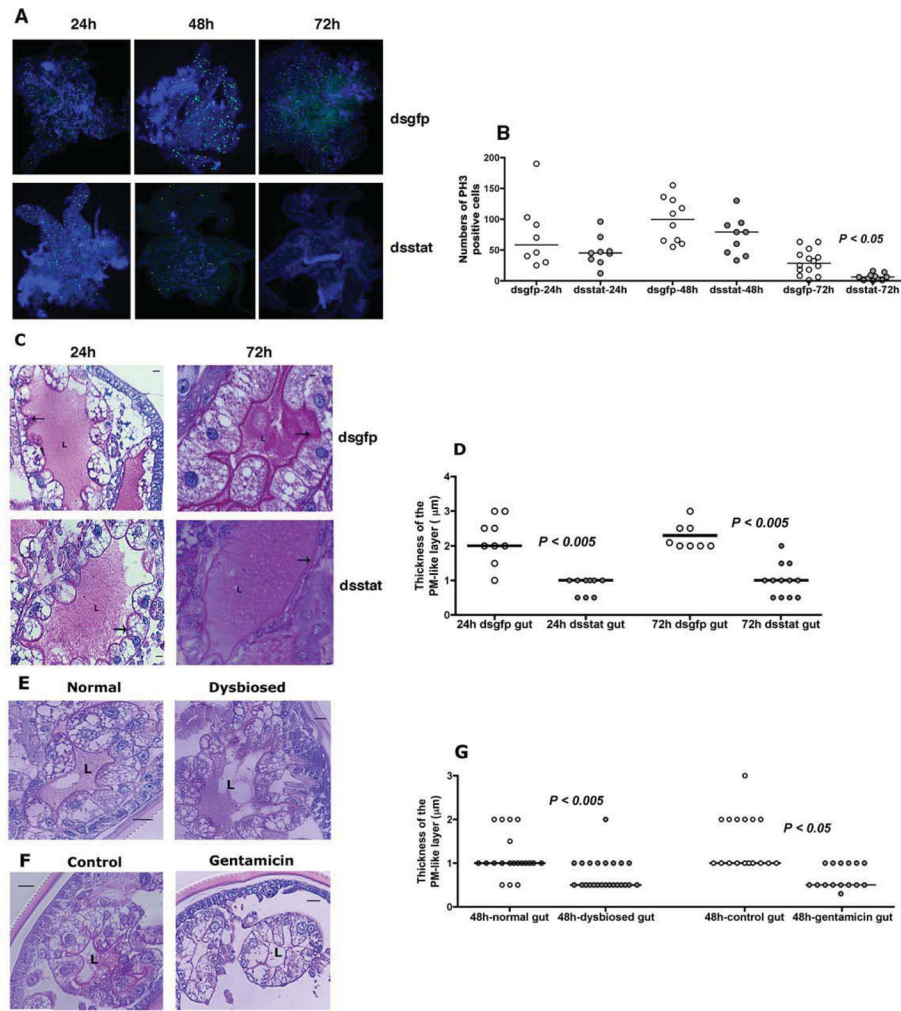 A
24h 48h 72h
dsgfp
dsstat
B
Numbers of PH3
positive cells
200
150
100
50
0
P < 0.05
dsgfp-24h dsstat-24h dsgfp-48h dsstat-48h dsgfp-72h dsstat-72h
C
24h 72h
L L
dsgfp
L L
dsstat
D
Thickness of the
PM-like layer ( μm)
4
3
2
1
0
P < 0.005 P < 0.005
24h dsgfp gut 24h dsstat gut 72h dsgfp gut 72h dsstat gut
E
Normal Dysbiosed
L L
F
Control Gentamicin
L L
G
Thickness of the
PM-like layer (μm)
3
2
1
0
P < 0.005 P < 0.05
48h-normal gut 48h-dysbiosed gut 48h-control gut 48h-gentamicin gut